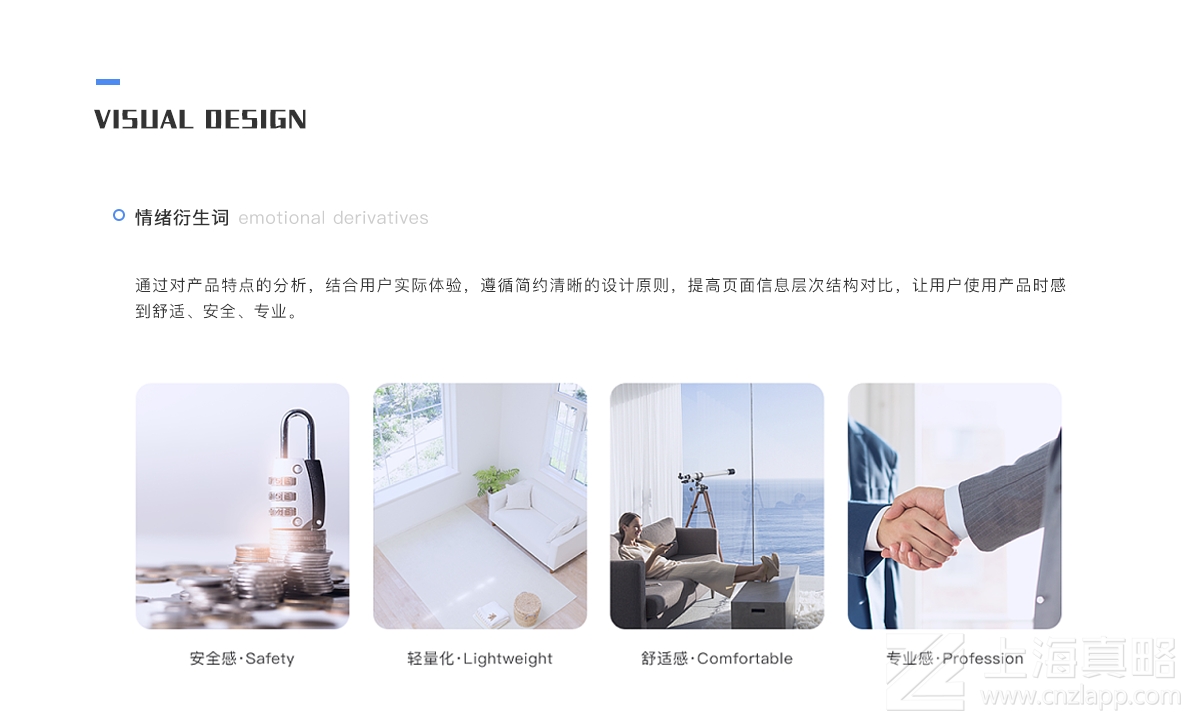 VISUAL DESIGN
情绪衍生词 emotional derivatives
通过对产品特点的分析，结合用户实际体验，遵循简约清晰的设计原则，提高页面信息层次结构对比，让用户使用产品时感
到舒适、安全、专业。
安全感·Safety
轻量化·Lightweight
舒适感·Comfortable
专业感·Profession
上海真略
www.cnzlapp.com